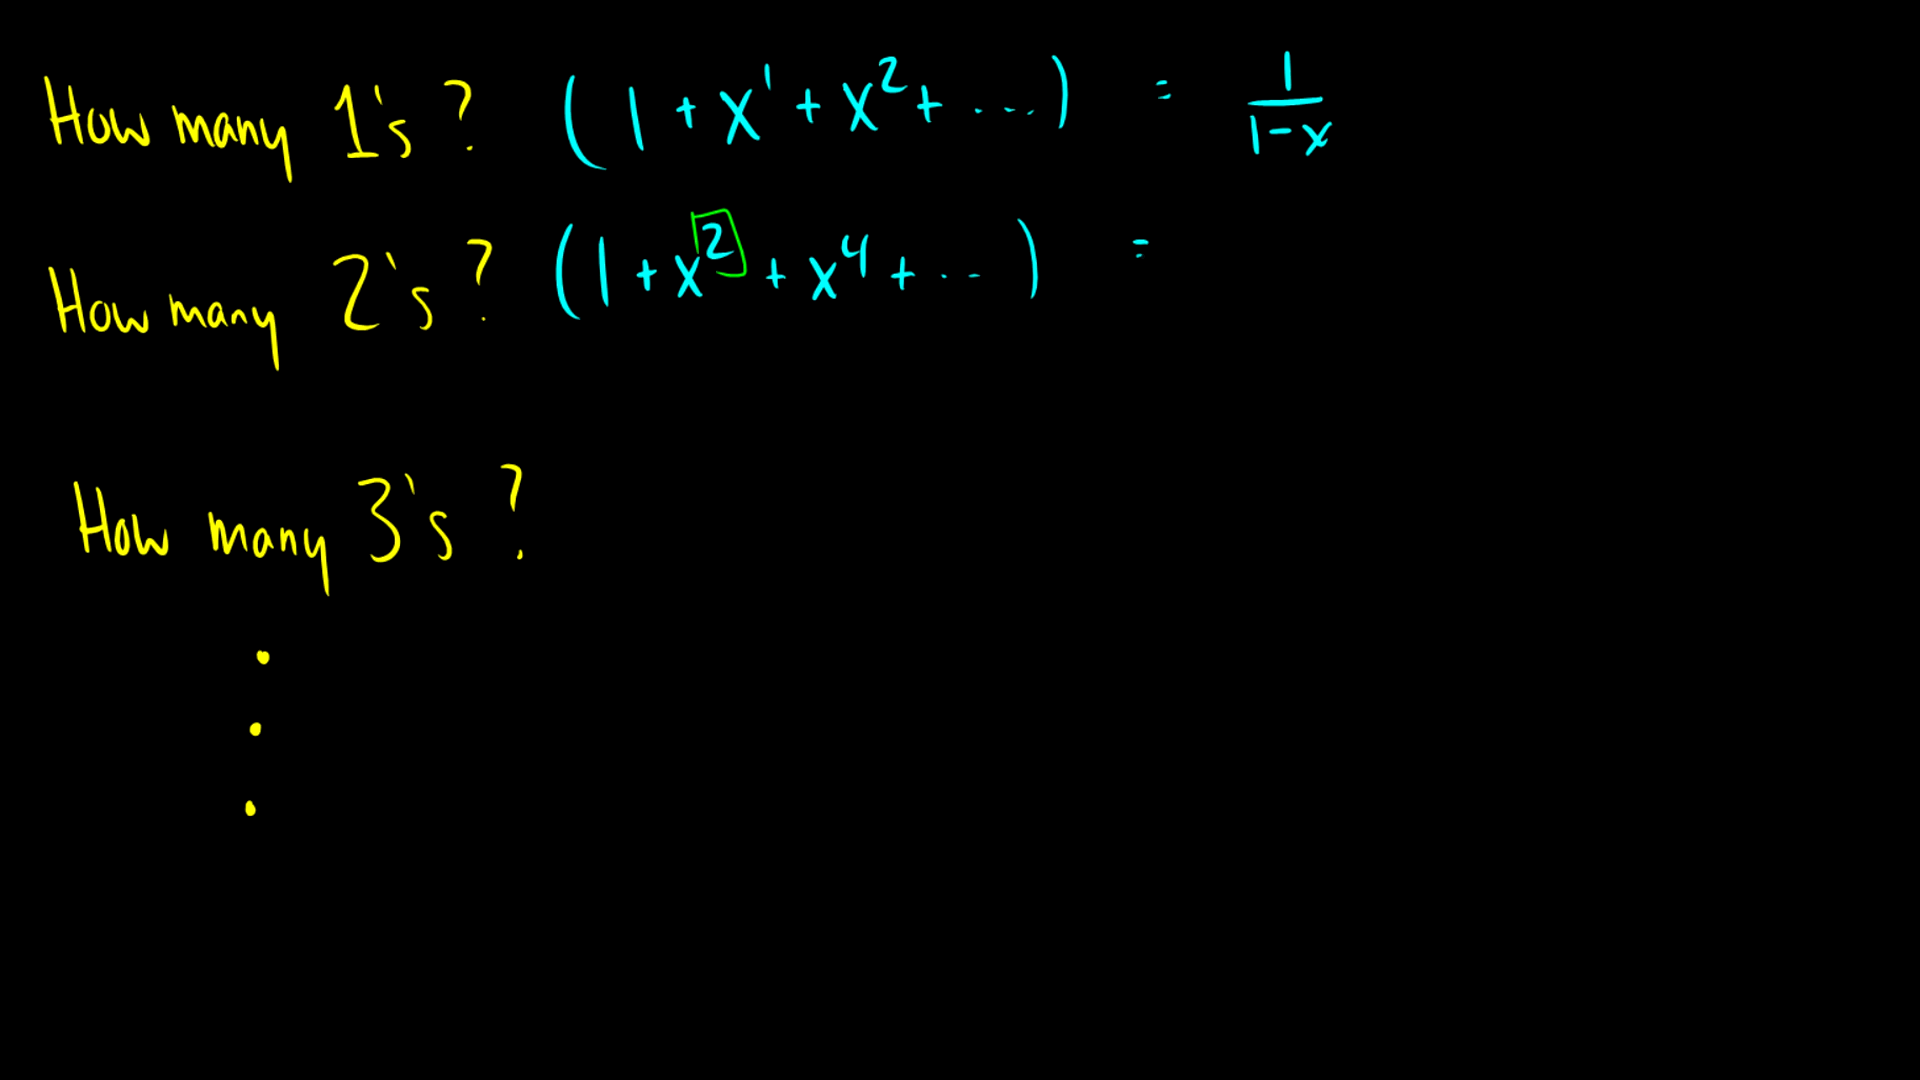 How many 1's? (1 + x¹ + x² + ...) = 1/(1-x)
How many 2's? (1 + x² + x⁴ + ...) =
How many 3's?